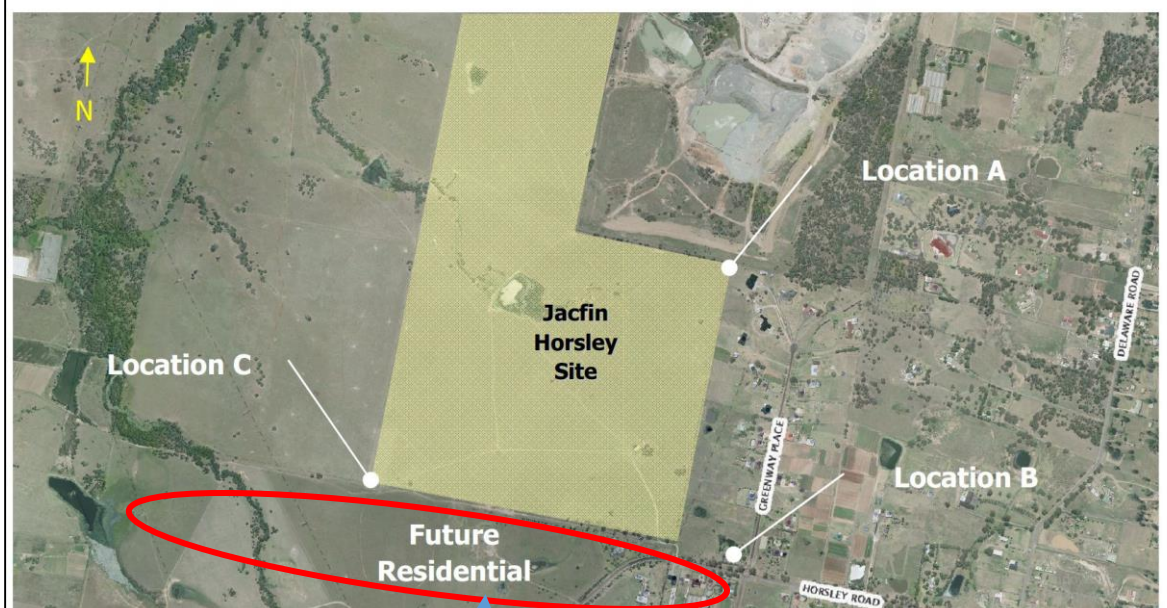 N
Location A
Jacfin
Horsley
Site
DELAWARE ROAD
Location C
GREENWAY PLACE
Location B
Future
Residential
HORSLEY ROAD